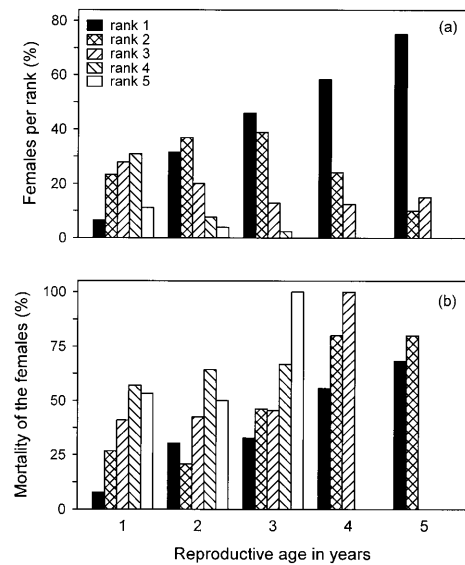 (a)
rank 1
rank 2
rank 3
rank 4
rank 5
Females per rank (%)
80
60
40
20
0
(b)
Mortality of the females (%)
100
75
50
25
0
1 2 3 4 5
Reproductive age in years